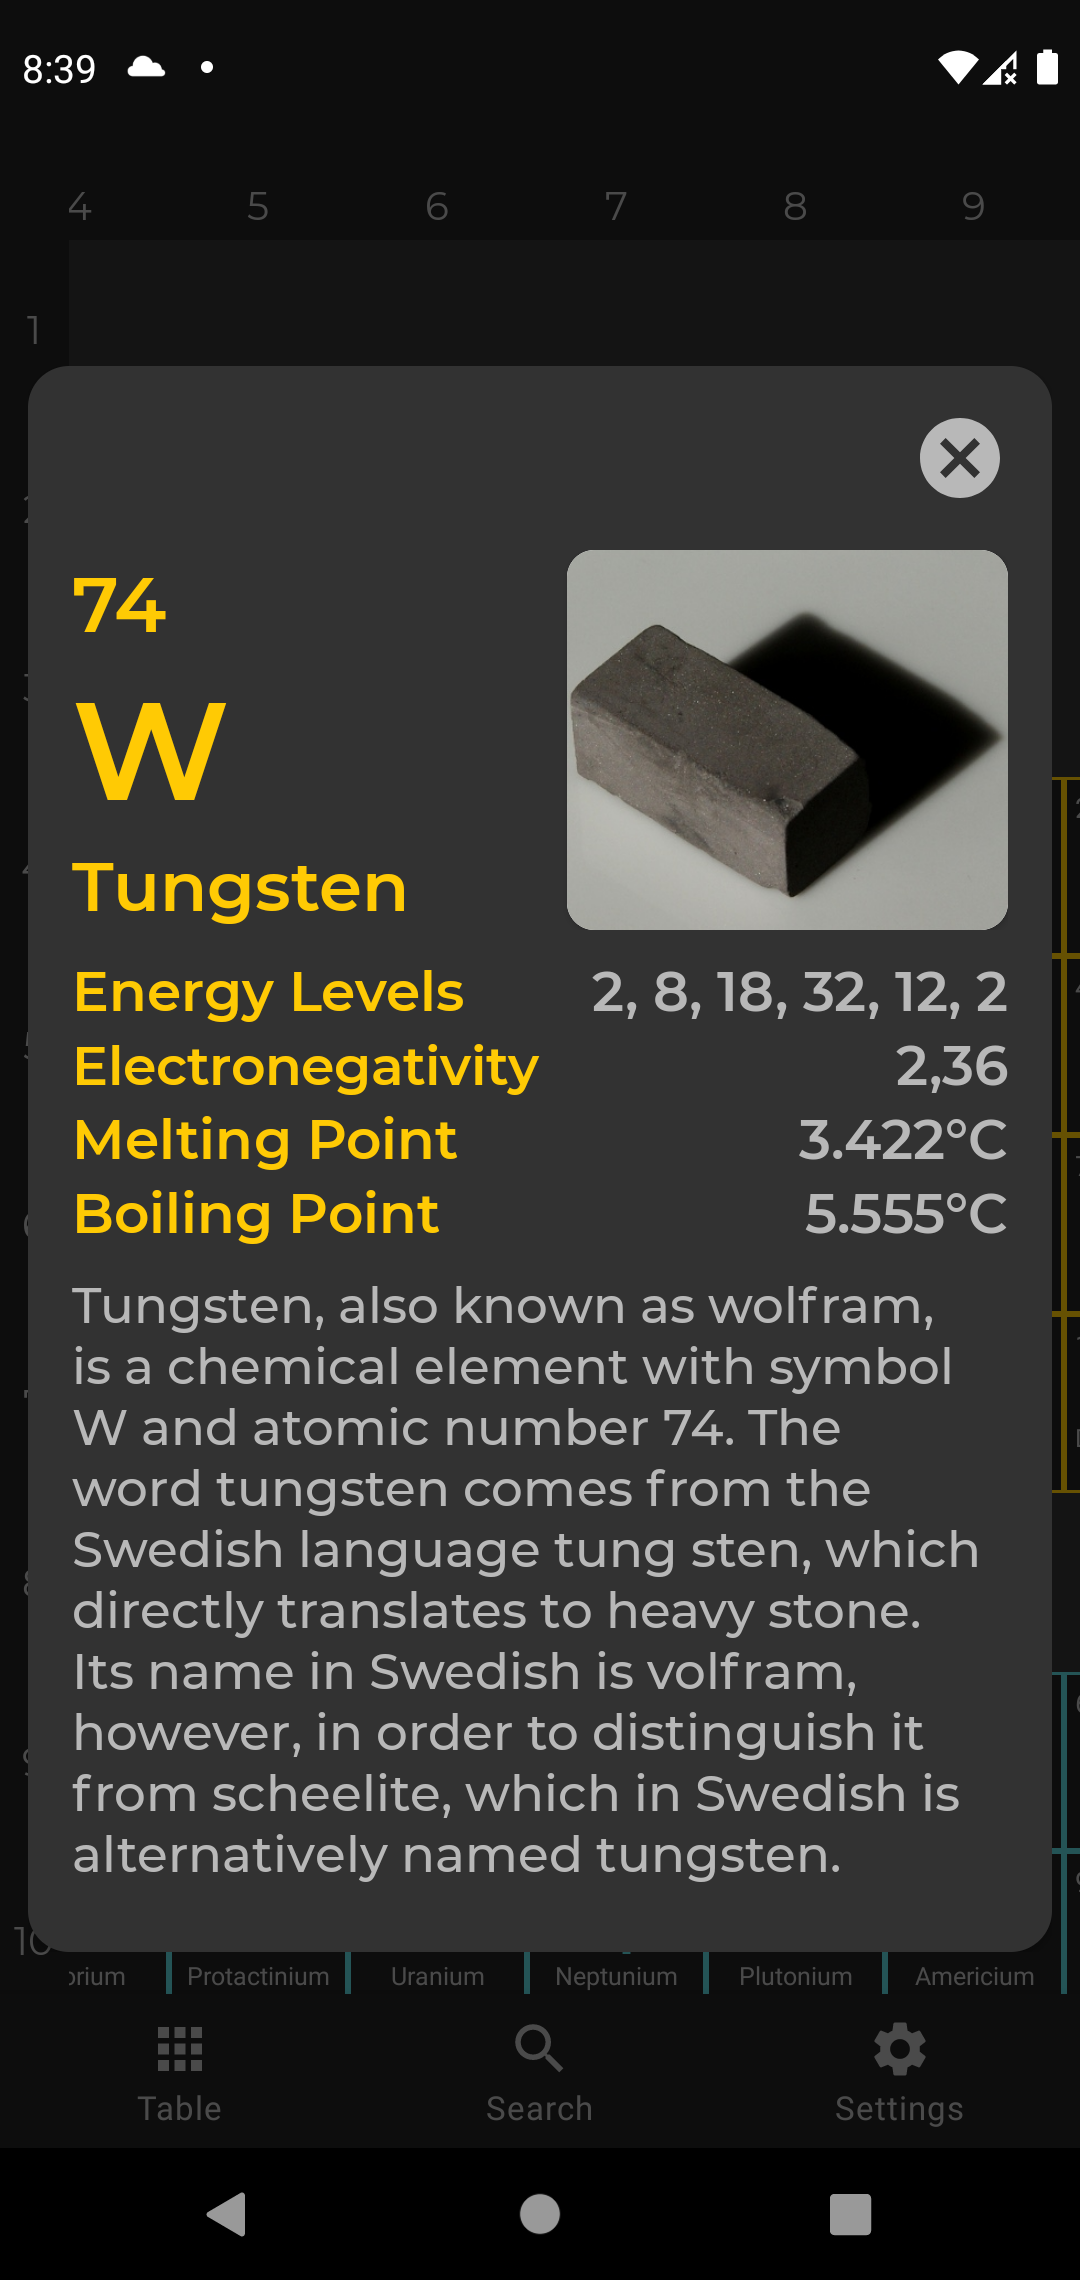 8:39
4 5 6 7 8 9
1
74
W
Tungsten
Energy Levels 2, 8, 18, 32, 12, 2
Electronegativity 2,36
Melting Point 3.422°C
Boiling Point 5.555°C
Tungsten, also known as wolfram,
is a chemical element with symbol
W and atomic number 74. The
word tungsten comes from the
Swedish language tung sten, which
directly translates to heavy stone.
Its name in Swedish is volfram,
however, in order to distinguish it
from scheelite, which in Swedish is
alternatively named tungsten.
10
orium Protactinium Uranium Neptunium Plutonium Americium
Table Search Settings